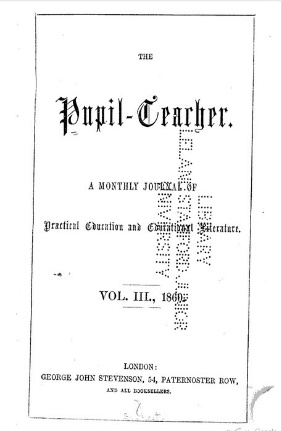 THE
Pupil-Teacher.
A MONTHLY JOURNAL OF
Practical Education and Educational Literature.
VOL. III., 1860.
LONDON:
GEORGE JOHN STEVENSON, 54, PATERNOSTER ROW,
AND ALL BOOKSELLERS.
LIBRARY
LELAND STANFORD JUNIOR
UNIVERSITY